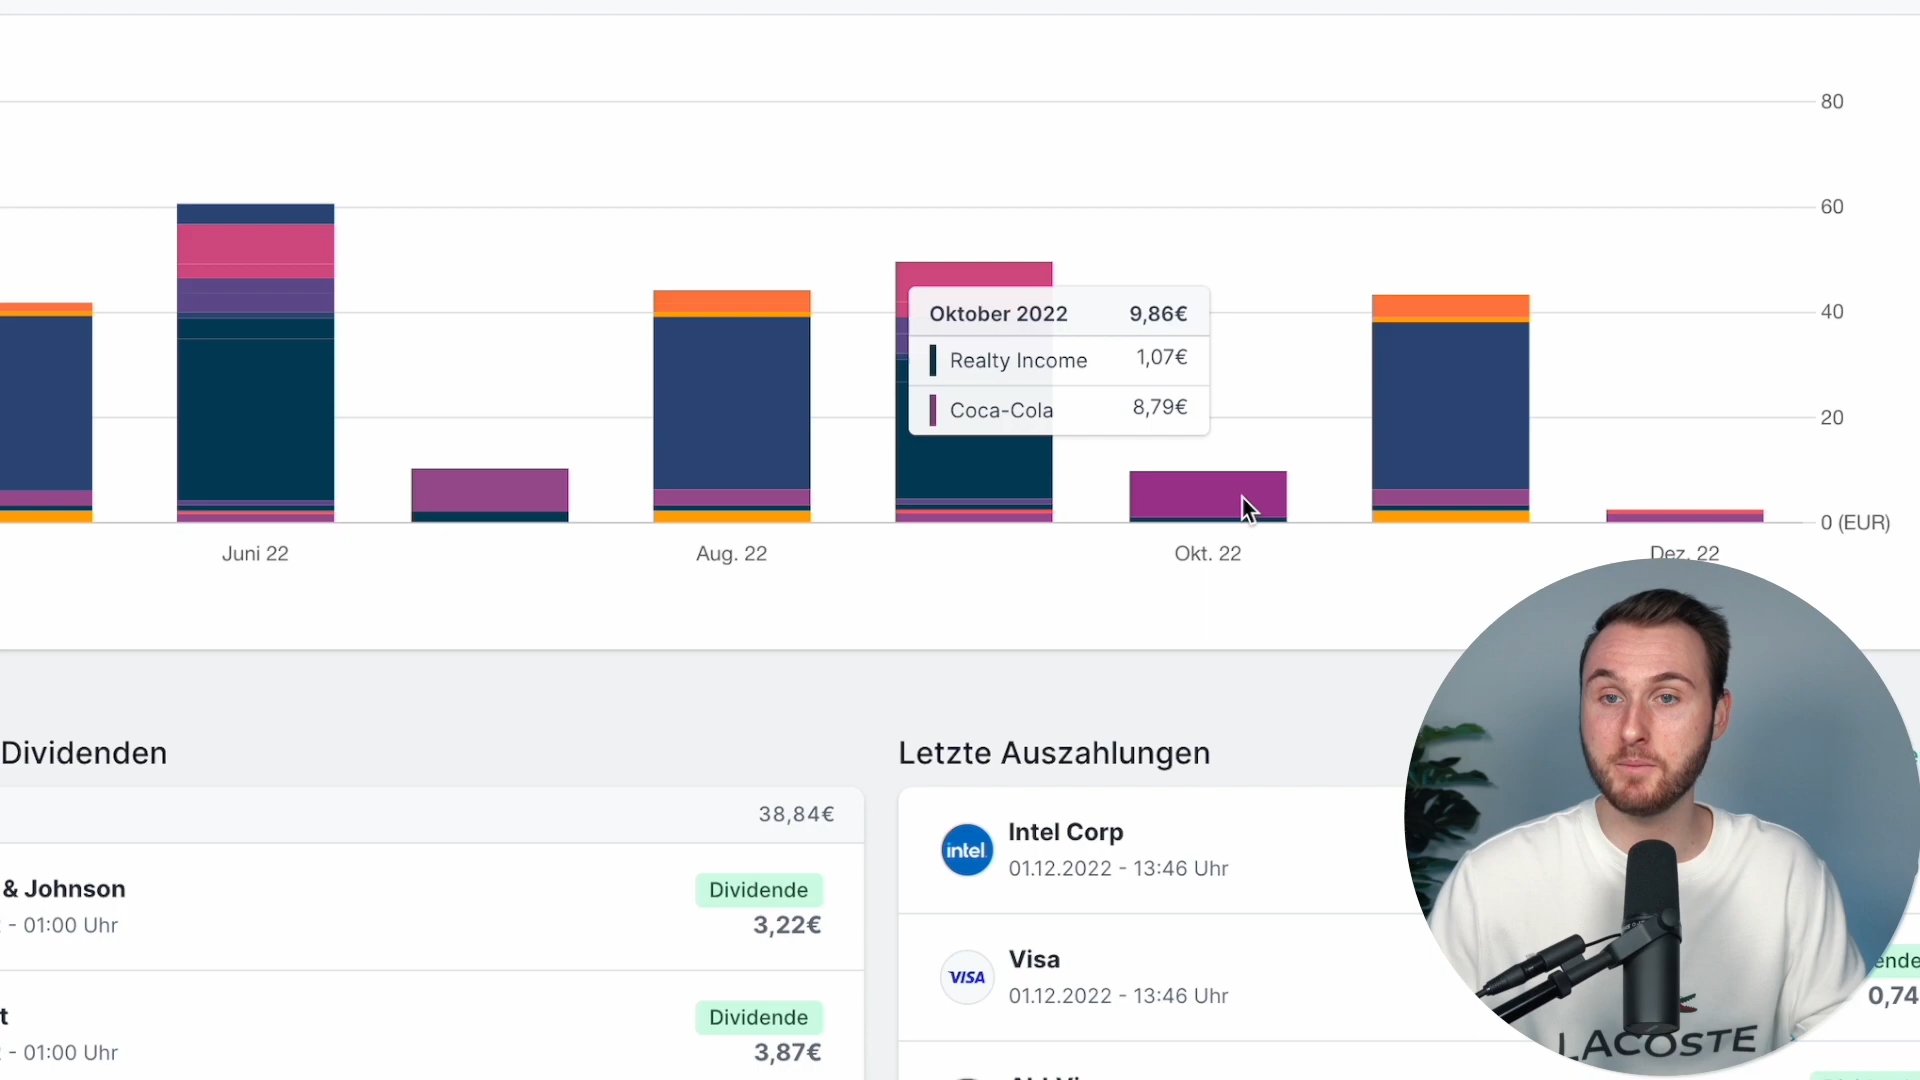 80
60
40
20
0 (EUR)
Oktober 2022 9,86€
Realty Income 1,07€
Coca-Cola 8,79€
Juni 22
Aug. 22
Okt. 22
Dez. 22
Dividenden
38,84€
& Johnson
Dividende
- 01:00 Uhr
3,22€
t
Dividende
- 01:00 Uhr
3,87€
Letzte Auszahlungen
intel
Intel Corp
01.12.2022 - 13:46 Uhr
VISA
Visa
01.12.2022 - 13:46 Uhr
ende
0,74
LACOSTE